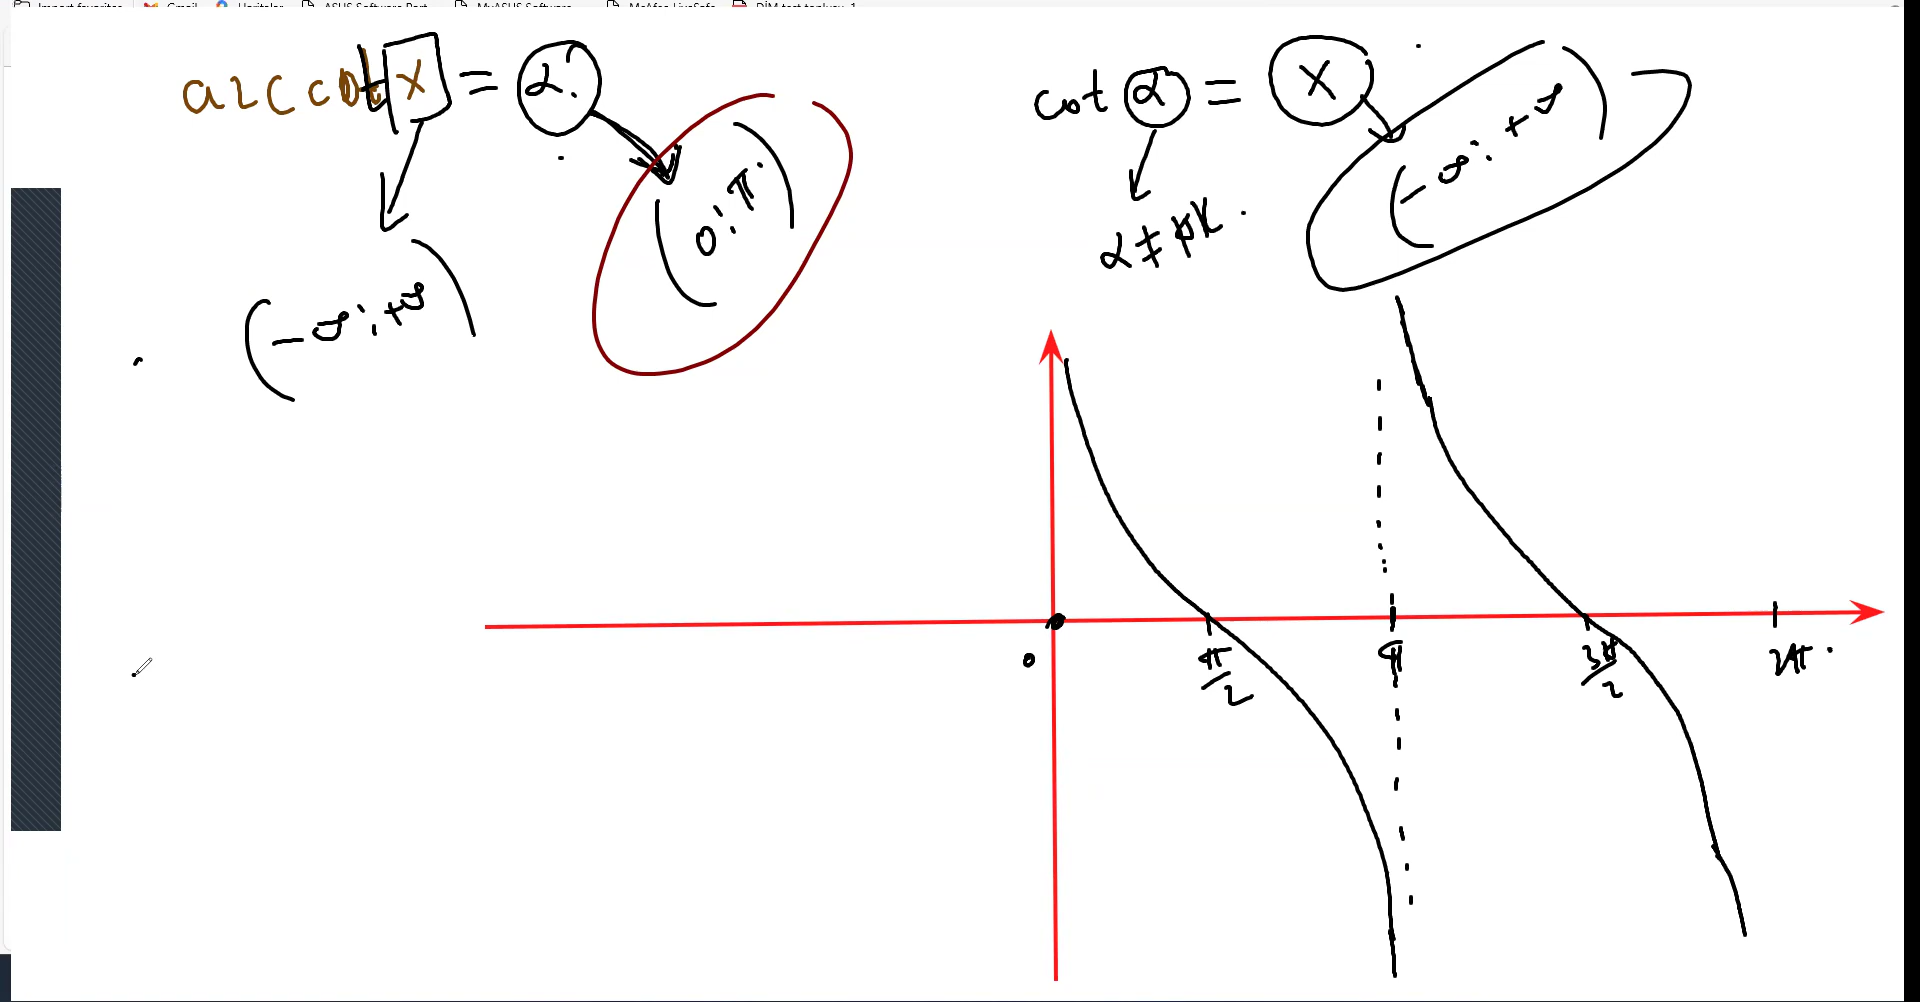 arccot x = α
cot α = x
(0; π)
(-∞; +∞)
α ≠ πk.
(-∞; +∞)
0
π/2
π
3π/2
2π